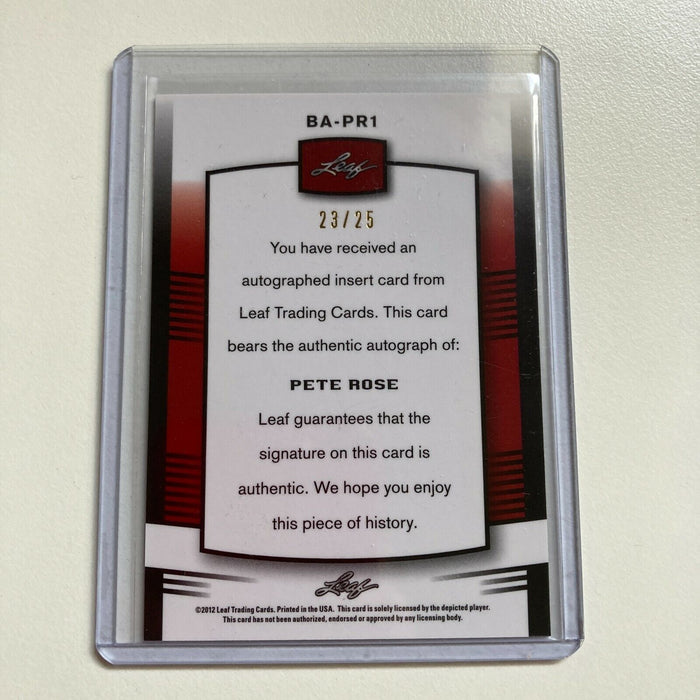 BA-PR1
Leaf
23/25
You have received an
autographed insert card from
Leaf Trading Cards. This card
bears the authentic autograph of:
PETE ROSE
Leaf guarantees that the
signature on this card is
authentic. We hope you enjoy
this piece of history.
Leaf
©2012 Leaf Trading Cards. Printed in the USA. This card is solely licensed by the depicted player.
This card has not been authorized, endorsed or approved by any licensing body.